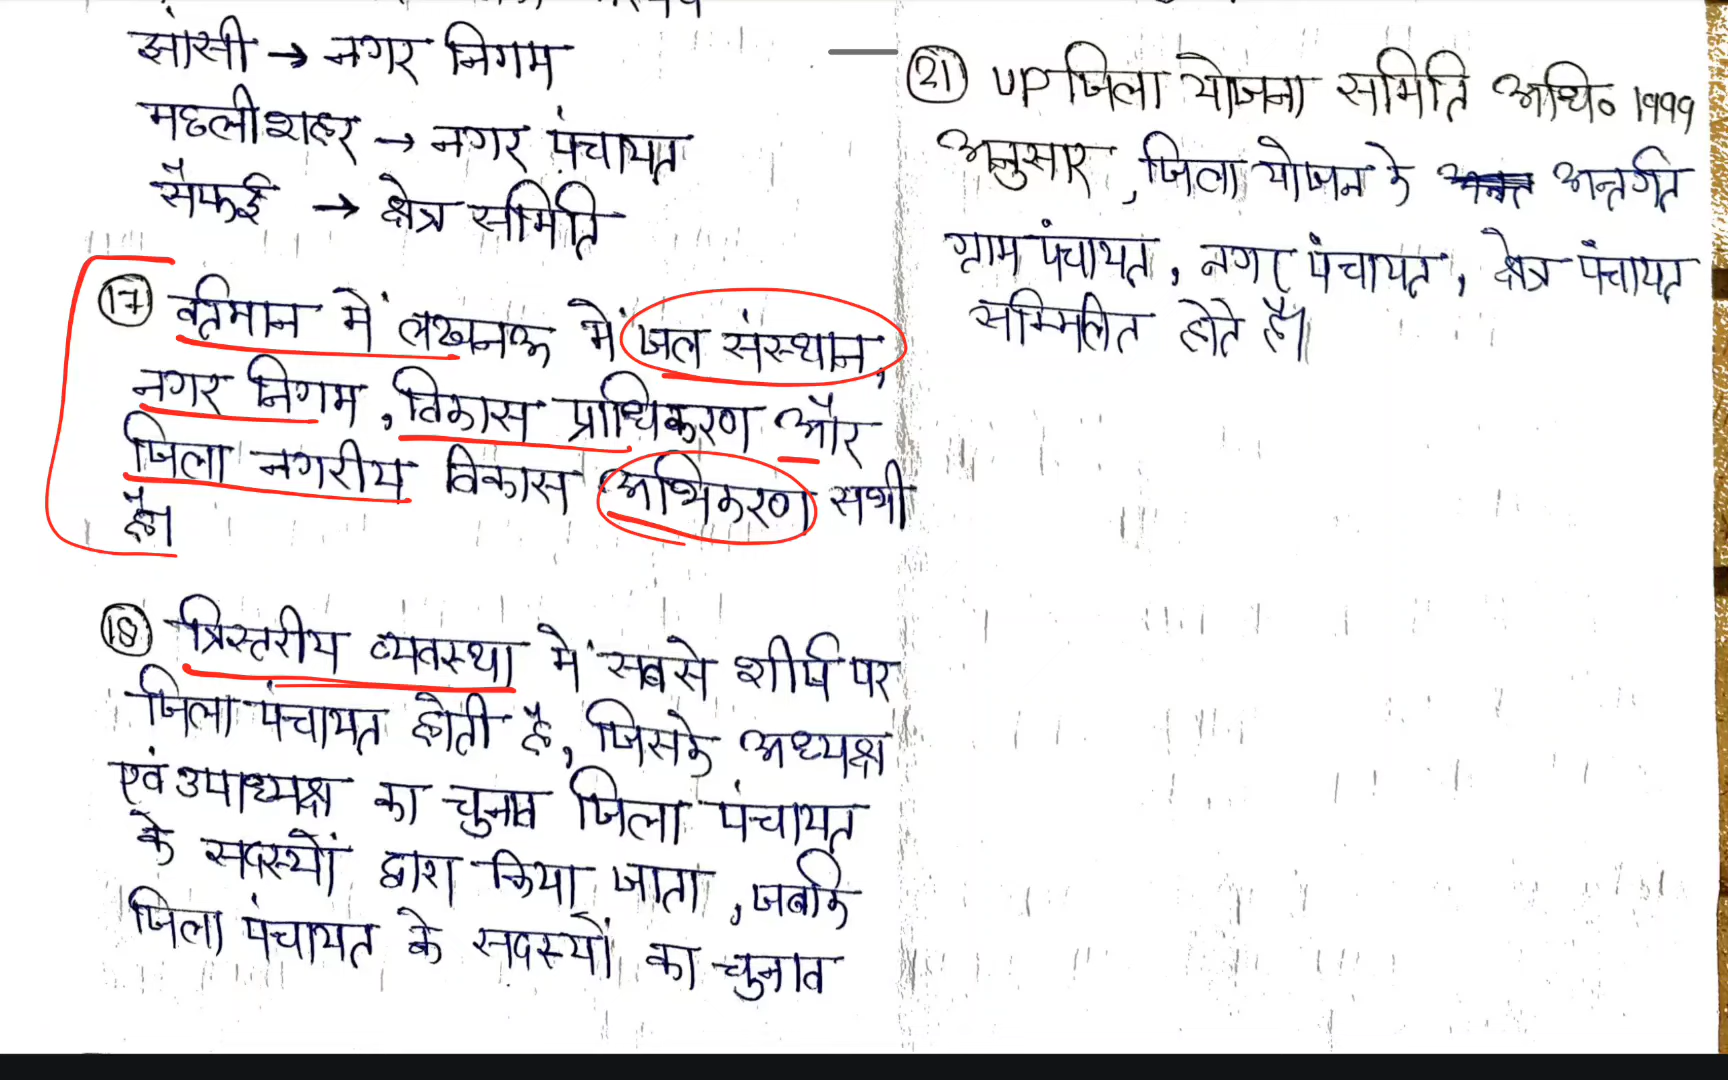 झांसी → नगर निगम
मछलीशहर → नगर पंचायत
सैफई → क्षेत्र समिति
(17) वर्तमान में लखनऊ में जल संस्थान,
नगर निगम, विकास प्राधिकरण और
जिला नगरीय विकास अभिकरण सभी
है।
(18) त्रिस्तरीय व्यवस्था में सबसे शीर्ष पर
जिला पंचायत होती है, जिसके अध्यक्ष
एवं उपाध्यक्ष का चुनाव जिला पंचायत
के सदस्यों द्वारा किया जाता, जबकि
जिला पंचायत के सदस्यों का चुनाव
(21) UP जिला योजना समिति अधि० 1999
अनुसार, जिला योजन के अन्तर्गत
ग्राम पंचायत, नगर पंचायत, क्षेत्र पंचायत
सम्मिलित होते है।